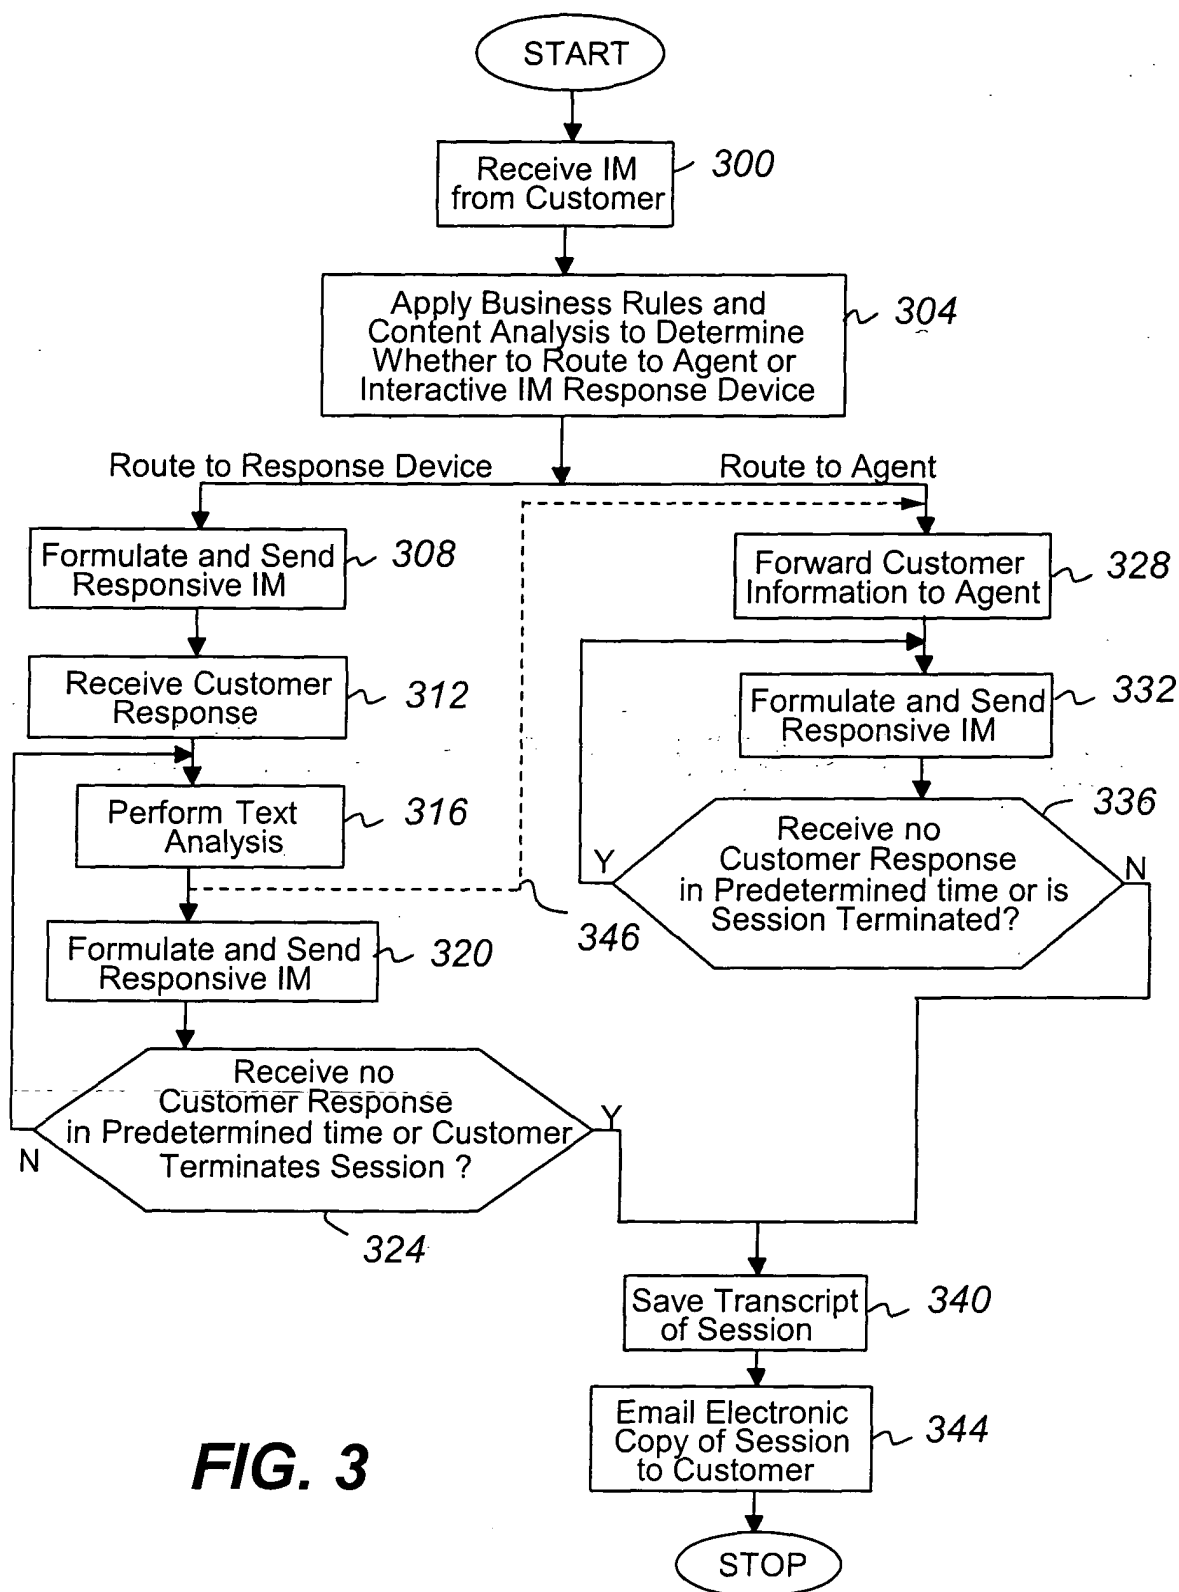 START
Receive IM
from Customer
300
Apply Business Rules and
Content Analysis to Determine
Whether to Route to Agent or
Interactive IM Response Device
304
Route to Response Device
Route to Agent
Formulate and Send
Responsive IM
308
Forward Customer
Information to Agent
328
Receive Customer
Response
312
Formulate and Send
Responsive IM
332
Perform Text
Analysis
316
Receive no
Customer Response
in Predetermined time or is
Session Terminated?
336
Y
N
346
Formulate and Send
Responsive IM
320
Receive no
Customer Response
in Predetermined time or Customer
Terminates Session ?
N
Y
324
Save Transcript
of Session
340
Email Electronic
Copy of Session
to Customer
344
STOP
FIG. 3